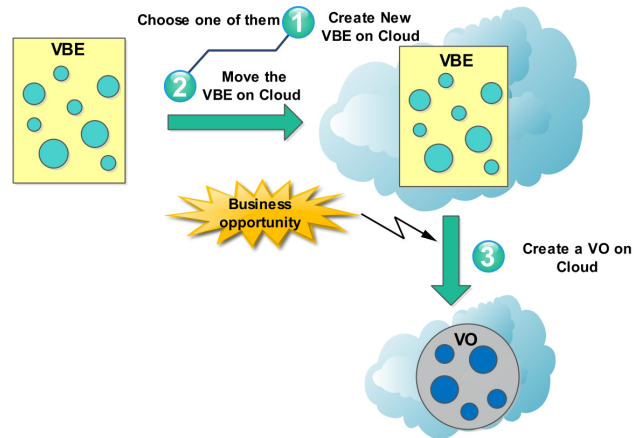 Choose one of them
1
Create New
VBE on Cloud
VBE
2
Move the
VBE on Cloud
VBE
Business
opportunity
3
Create a VO on
Cloud
VO